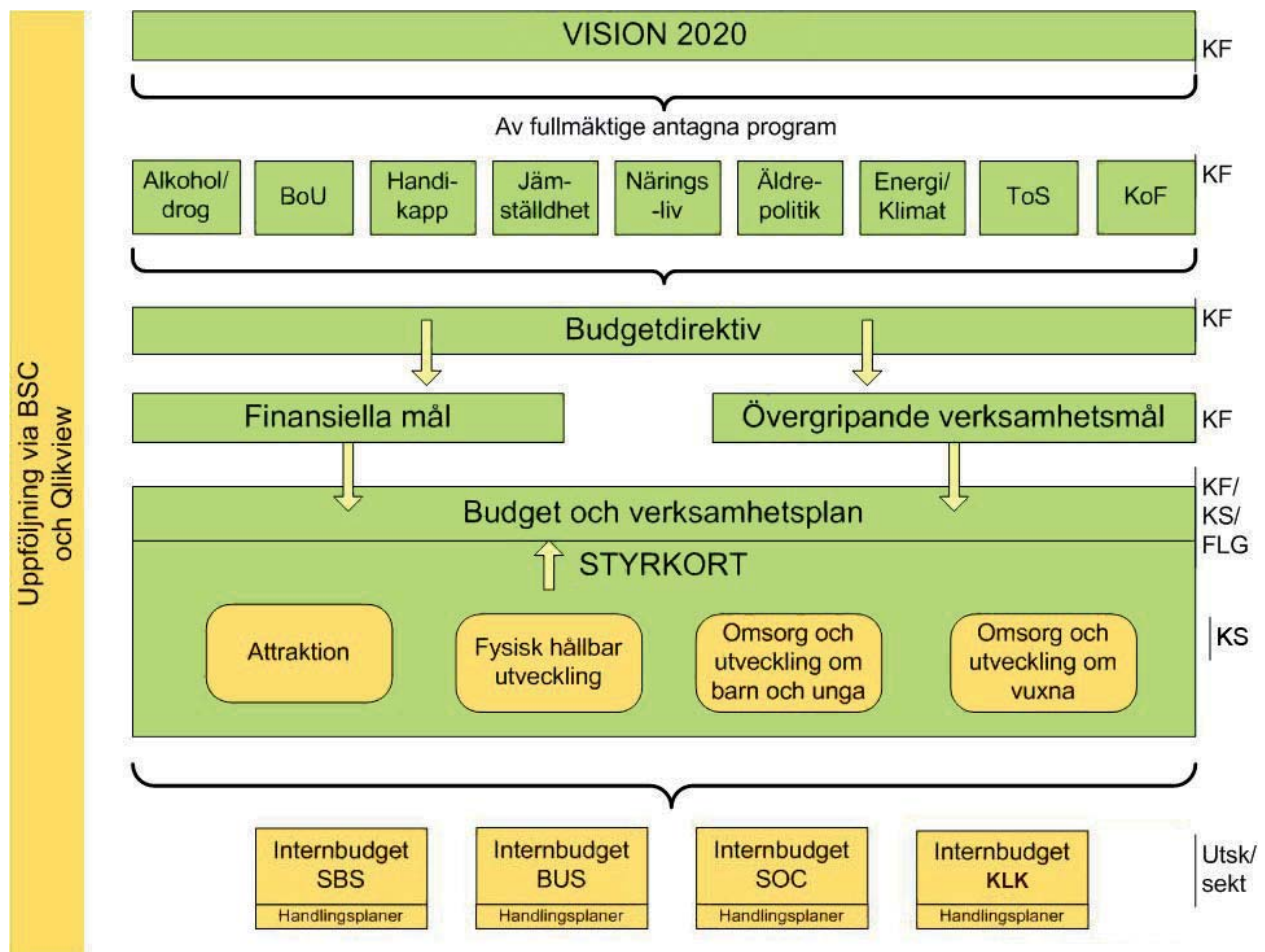 Uppföljning via BSC
och Qlikview
VISION 2020
KF
Av fullmäktige antagna program
Alkohol/
drog
BoU
Handi-
kapp
Jäm-
ställdhet
Närings
-liv
Äldre-
politik
Energi/
Klimat
ToS
KoF
KF
Budgetdirektiv
KF
Finansiella mål
Övergripande verksamhetsmål
KF
Budget och verksamhetsplan
KF/
KS/
FLG
STYRKORT
Attraktion
Fysisk hållbar
utveckling
Omsorg och
utveckling om
barn och unga
Omsorg och
utveckling om
vuxna
KS
Internbudget
SBS
Handlingsplaner
Internbudget
BUS
Handlingsplaner
Internbudget
SOC
Handlingsplaner
Internbudget
KLK
Handlingsplaner
Utsk/
sekt